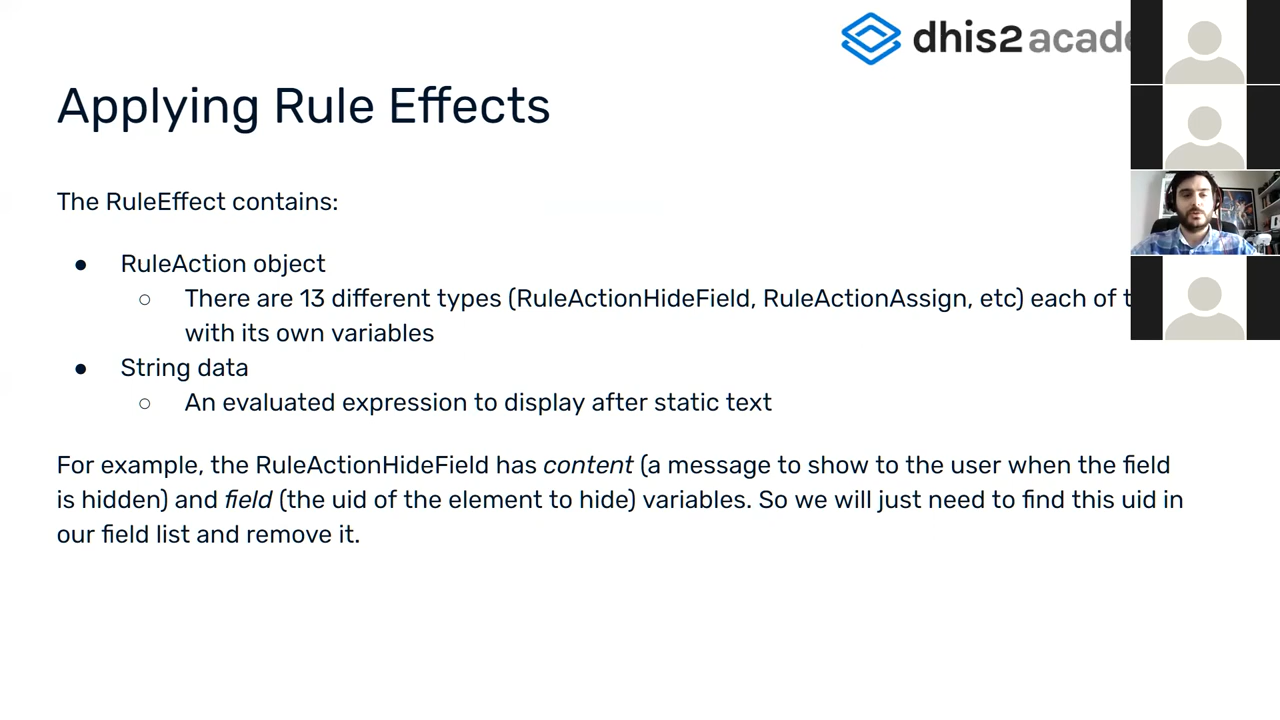 dhis2 acade
Applying Rule Effects
The RuleEffect contains:
● RuleAction object
○ There are 13 different types (RuleActionHideField, RuleActionAssign, etc) each of
with its own variables
● String data
○ An evaluated expression to display after static text
For example, the RuleActionHideField has content (a message to show to the user when the field
is hidden) and field (the uid of the element to hide) variables. So we will just need to find this uid in
our field list and remove it.